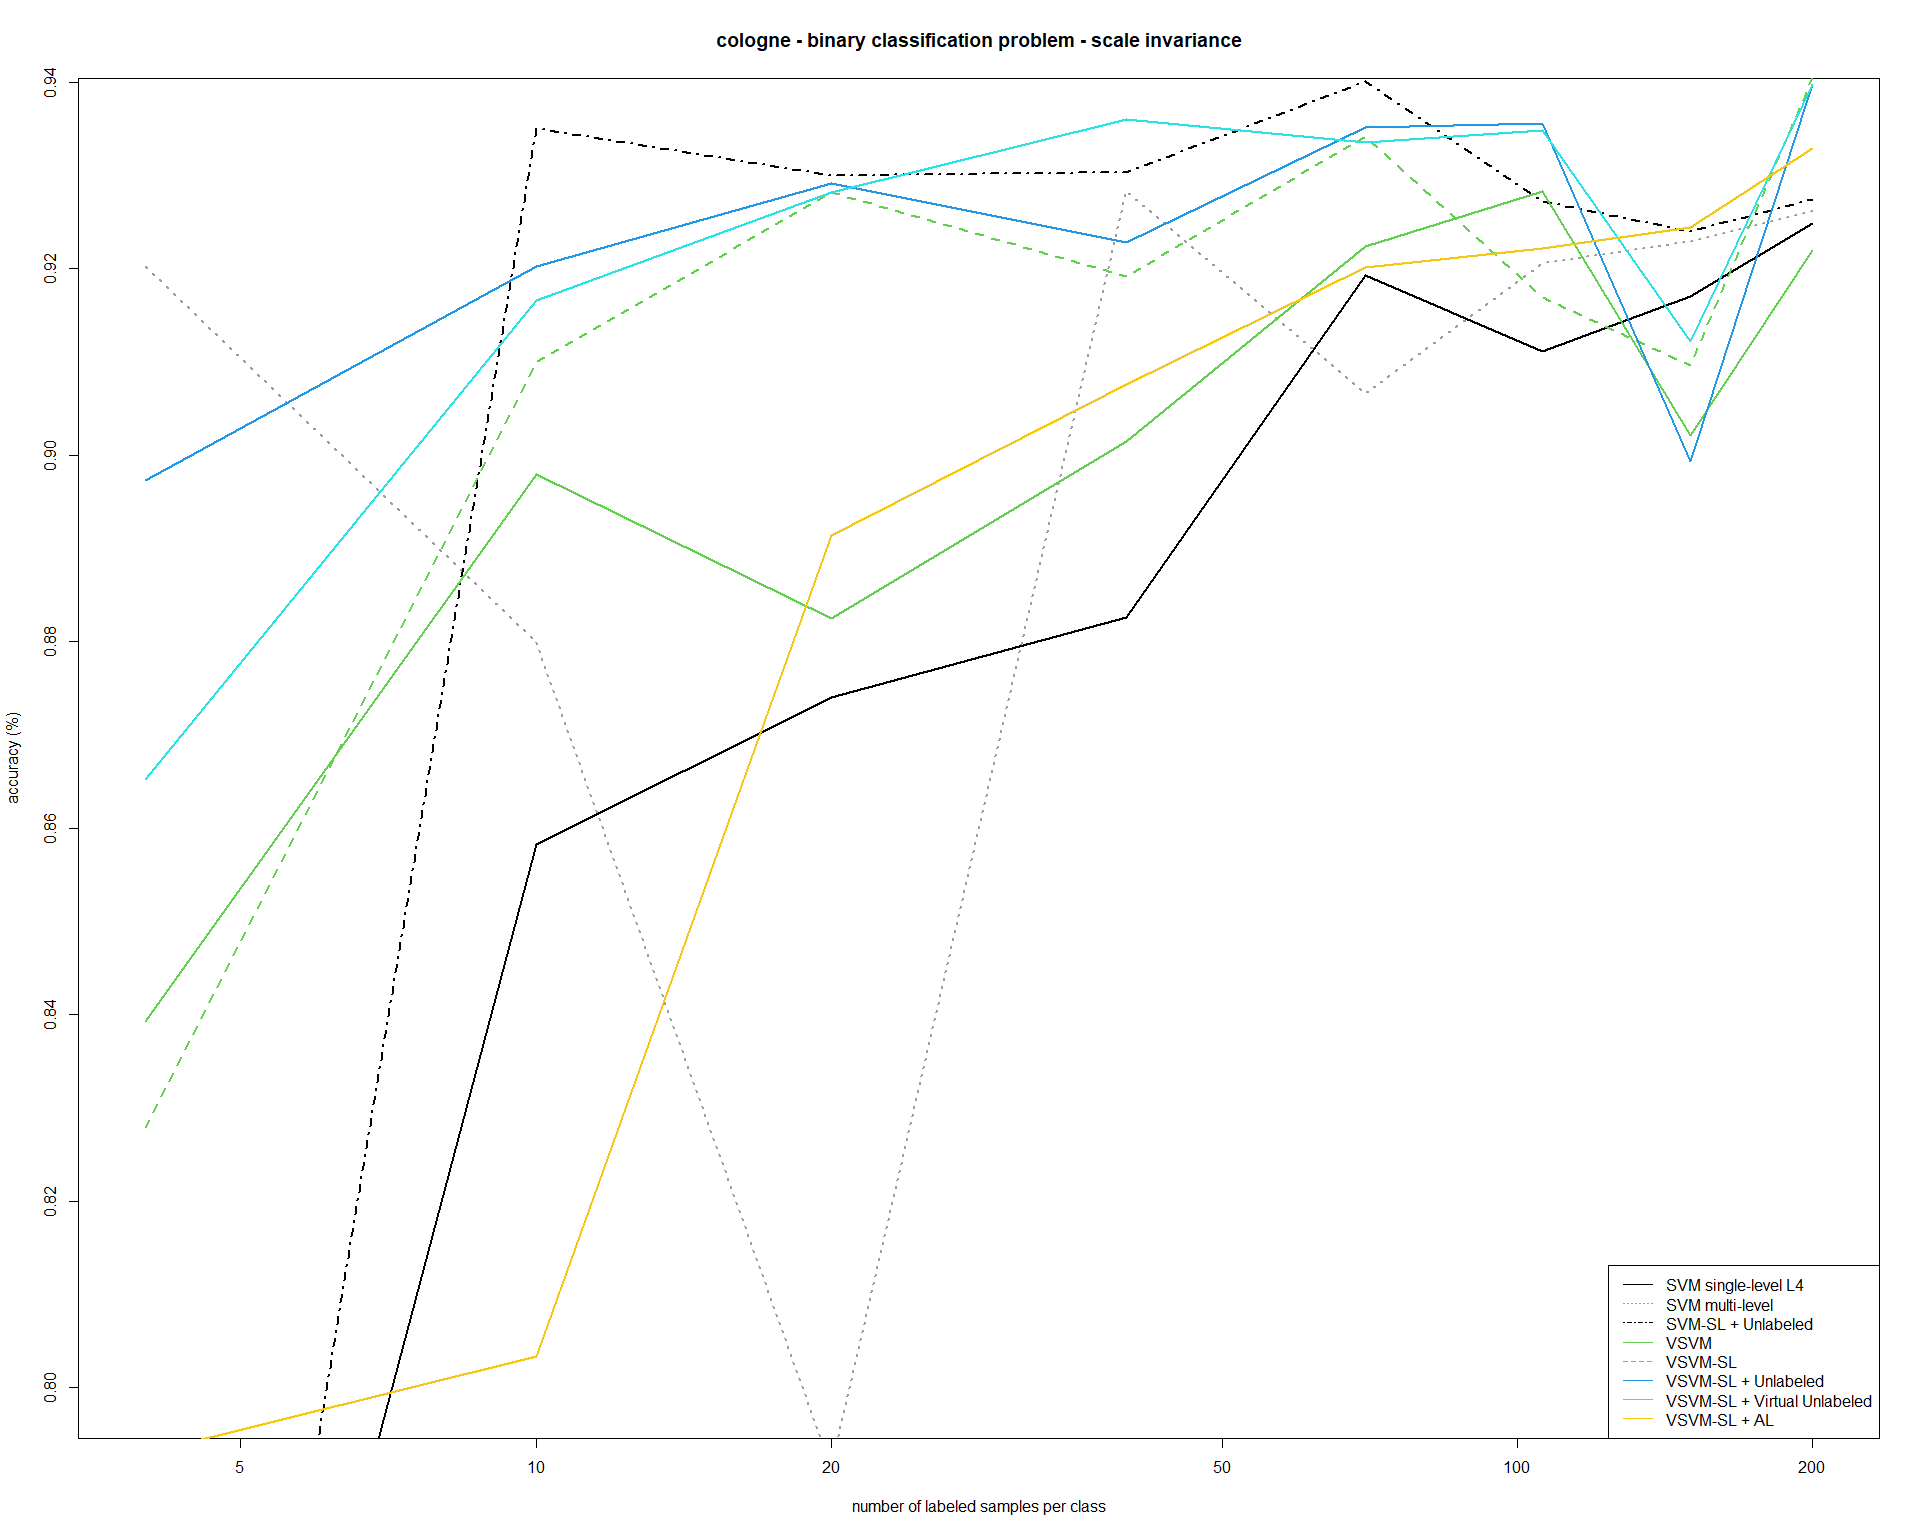 cologne - binary classification problem - scale invariance
accuracy (%)
0.94
0.92
0.90
0.88
0.86
0.84
0.82
0.80
5
10
20
50
100
200
number of labeled samples per class
SVM single-level L4
SVM multi-level
SVM-SL + Unlabeled
VSVM
VSVM-SL
VSVM-SL + Unlabeled
VSVM-SL + Virtual Unlabeled
VSVM-SL + AL